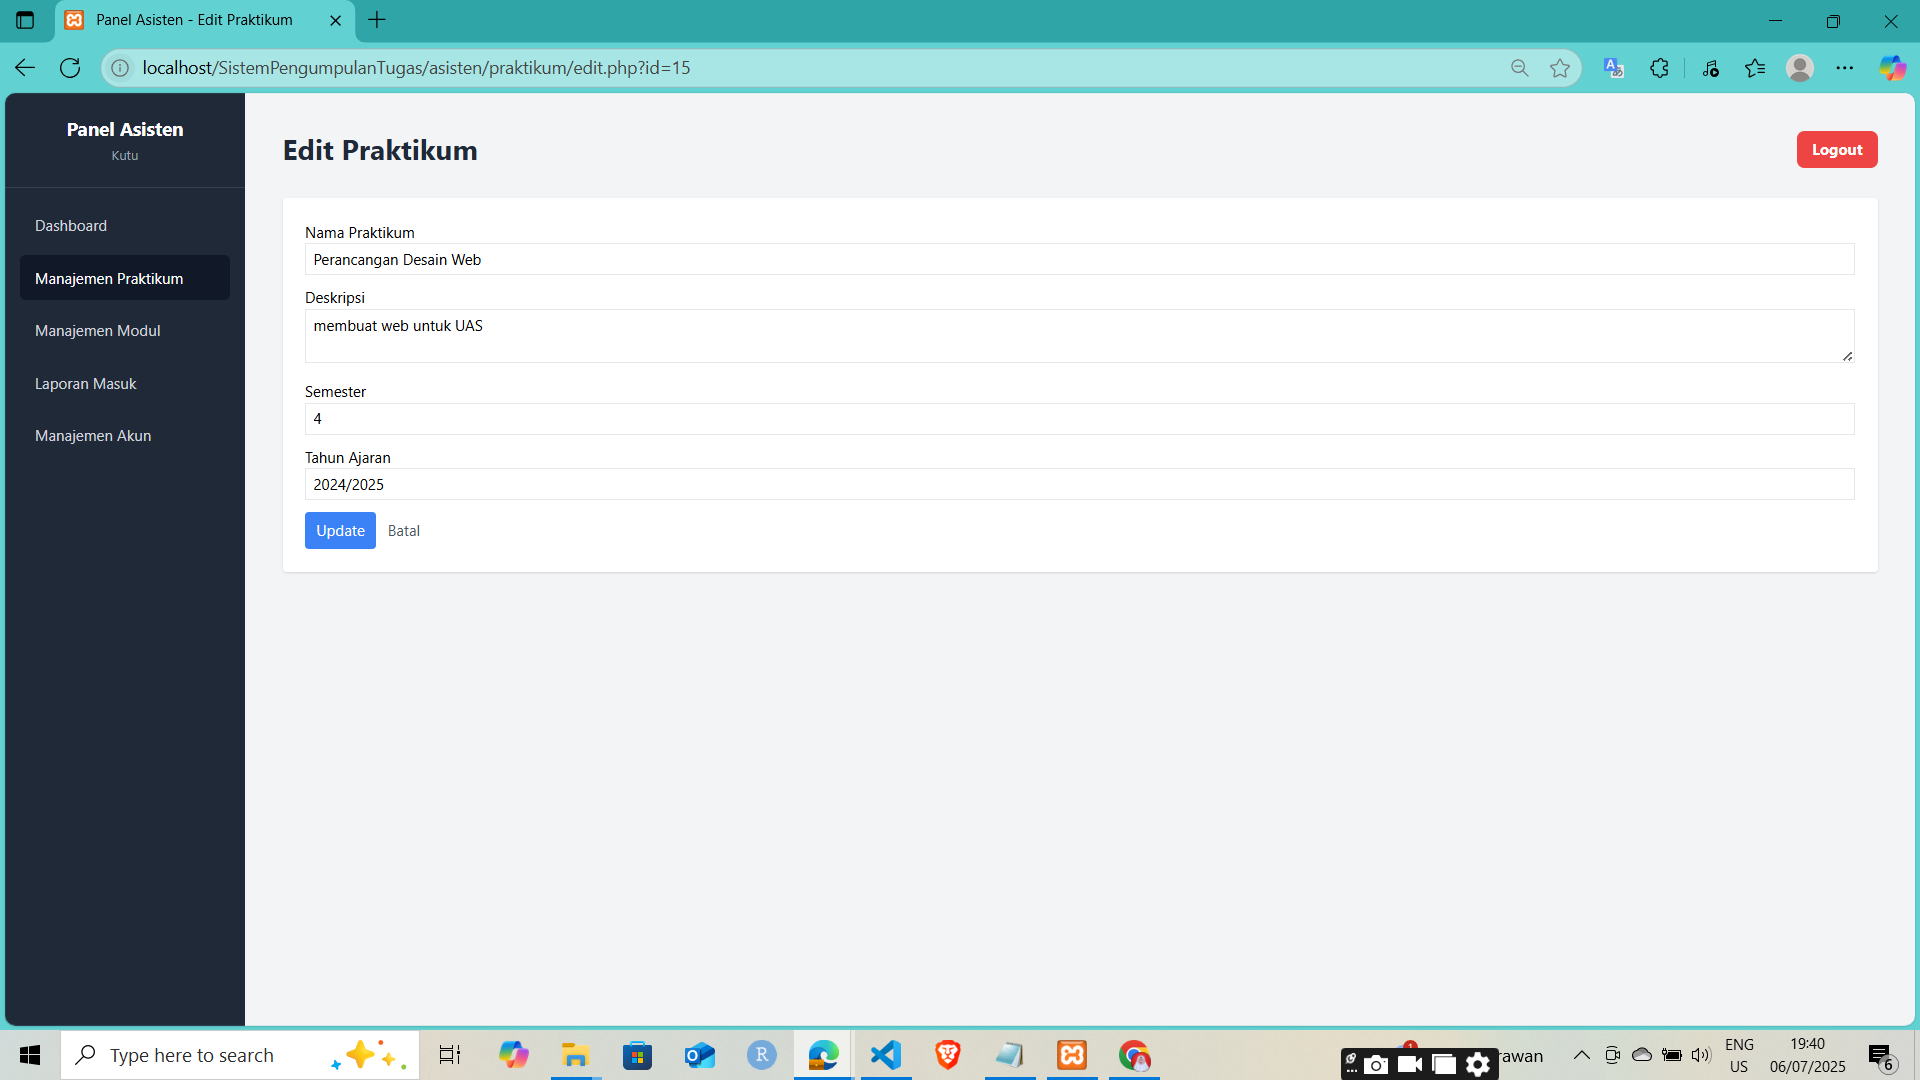 Panel Asisten - Edit Praktikum
localhost/SistemPengumpulanTugas/asisten/praktikum/edit.php?id=15
Panel Asisten
Kutu
Dashboard
Manajemen Praktikum
Manajemen Modul
Laporan Masuk
Manajemen Akun
Edit Praktikum
Logout
Nama Praktikum
Perancangan Desain Web
Deskripsi
membuat web untuk UAS
Semester
4
Tahun Ajaran
2024/2025
Update
Batal
Type here to search
R
1
rawan
ENG
US
19:40
06/07/2025
6